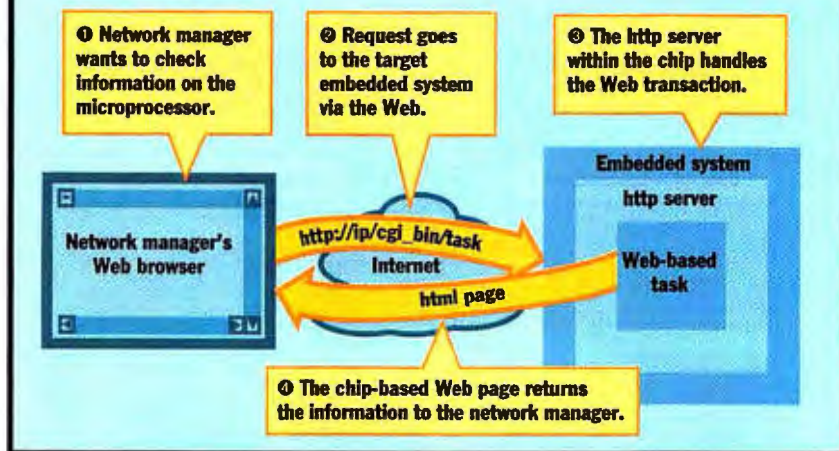 ❶ Network manager
wants to check
information on the
microprocessor.
❷ Request goes
to the target
embedded system
via the Web.
❸ The http server
within the chip handles
the Web transaction.
Network manager's
Web browser
http://ip/cgi_bin/task
Internet
html page
Embedded system
http server
Web-based
task
❹ The chip-based Web page returns
the information to the network manager.